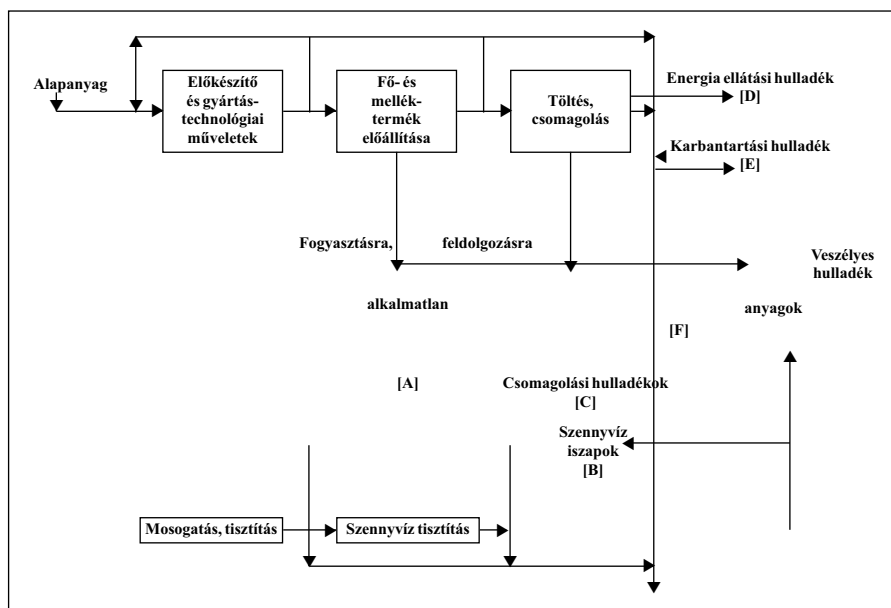 Alapanyag
Előkészítő
és gyártás-
technológiai
műveletek
Fő- és
mellék-
termék
előállítása
Töltés,
csomagolás
Energia ellátási hulladék
[D]
Karbantartási hulladék
[E]
Fogyasztásra, feldolgozásra
Veszélyes
hulladék
alkalmatlan
anyagok
[F]
[A]
Csomagolási hulladékok
[C]
Szennyvíz
iszapok
[B]
Mosogatás, tisztítás
Szennyvíz tisztítás